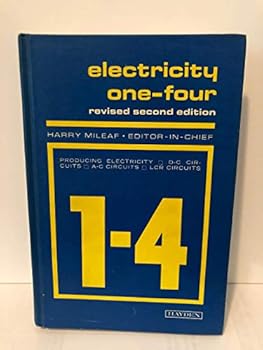 electricity
one-four
revised second edition
HARRY MILEAF • EDITOR-IN-CHIEF
PRODUCING ELECTRICITY □ D-C CIR-
CUITS □ A-C CIRCUITS □ LCR CIRCUITS
1-4
HAYDEN